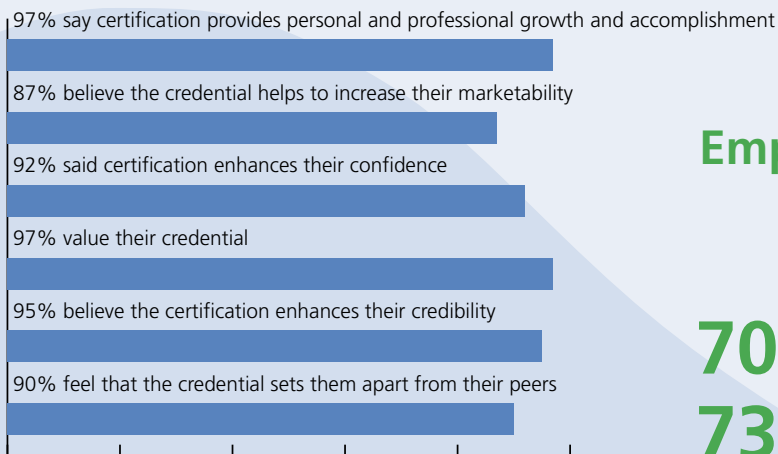 97% say certification provides personal and professional growth and accomplishment
87% believe the credential helps to increase their marketability
92% said certification enhances their confidence
97% value their credential
95% believe the certification enhances their credibility
90% feel that the credential sets them apart from their peers
70
73